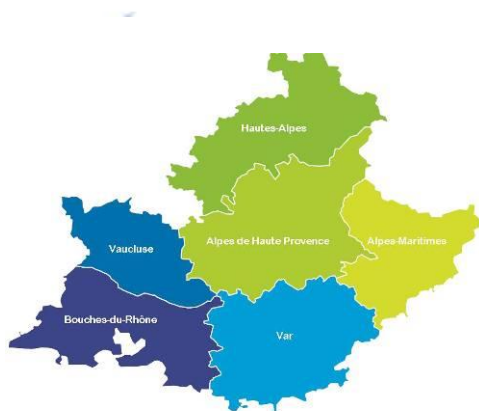 Hautes-Alpes
Alpes de Haute Provence
Alpes-Maritimes
Vaucluse
Bouches-du-Rhône
Var